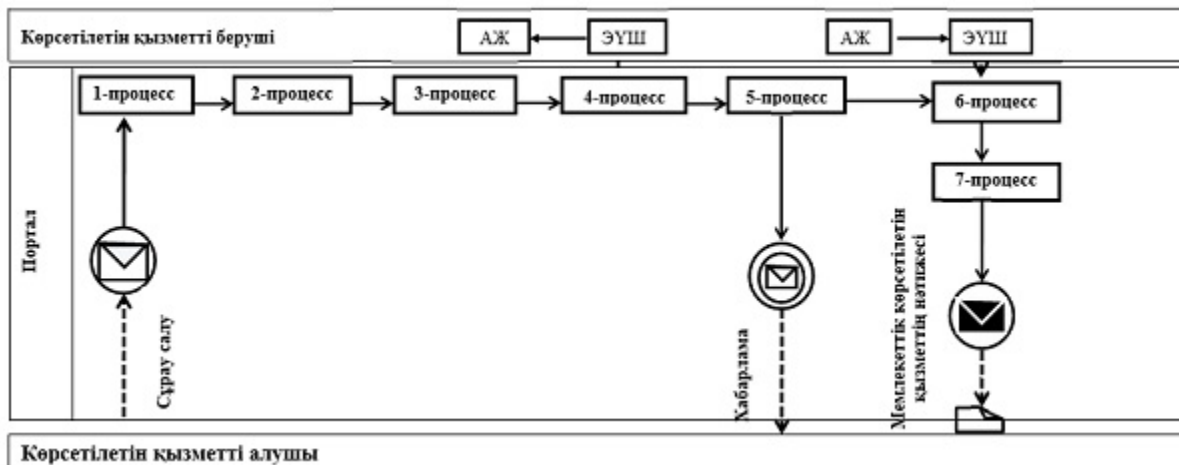 Көрсетілетін қызметті беруші
АЖ
ЭҮШ
АЖ
ЭҮШ
Портал
1-процесс
2-процесс
3-процесс
4-процесс
5-процесс
6-процесс
7-процесс
Сұрау салу
Хабарлама
Мемлекеттік көрсетілетін
қызметтің нәтижесі
Көрсетілетін қызметті алушы